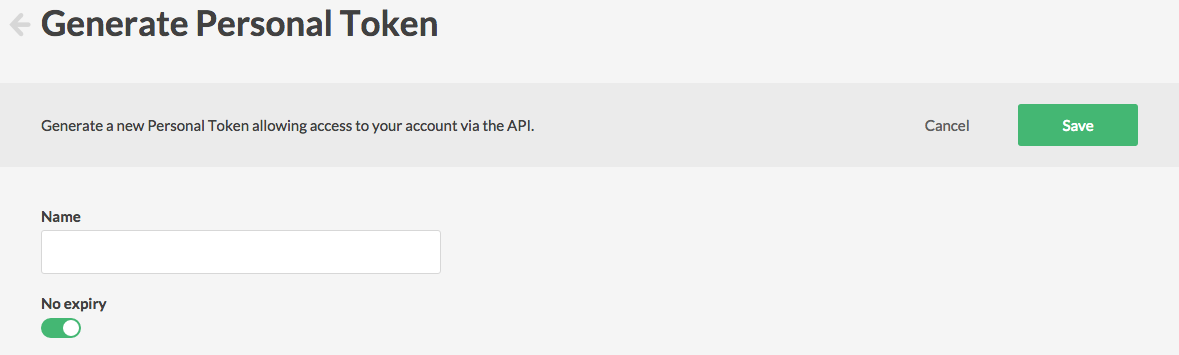 Generate Personal Token
Generate a new Personal Token allowing access to your account via the API.
Cancel
Save
Name
No expiry